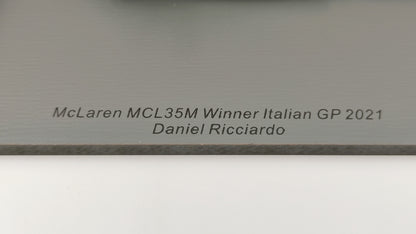 McLaren MCL35M Winner Italian GP 2021
Daniel Ricciardo